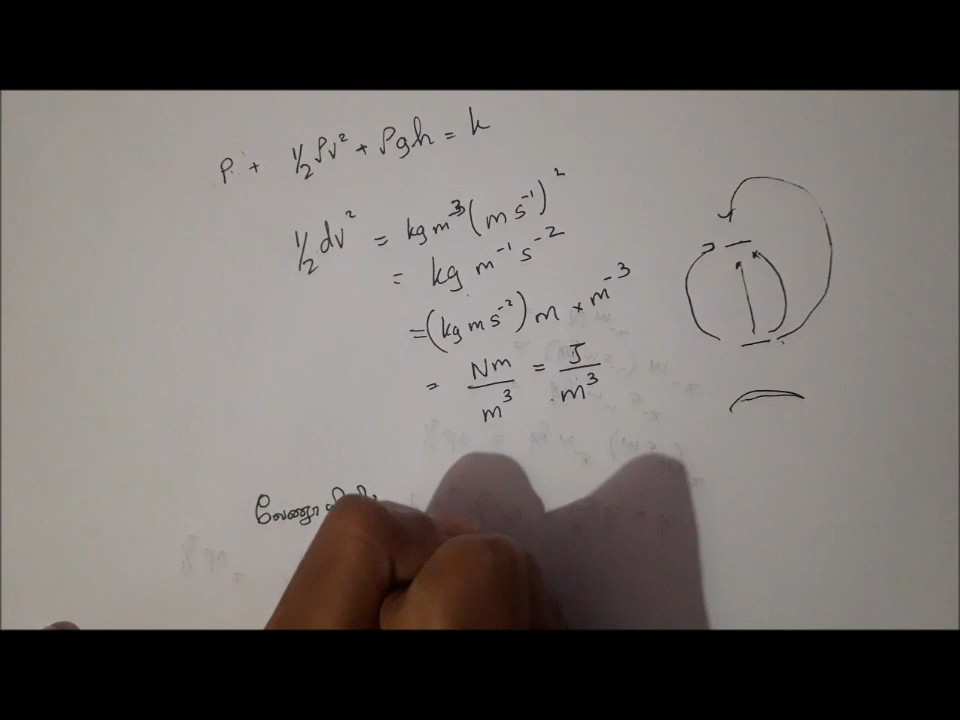 P + ½ρv² + ρgh = k
½dv² = kg m⁻³ (m s⁻¹)²
= kg m⁻¹ s⁻²
= (kg m s⁻²) m × m⁻³
= Nm/m³ = J/m³